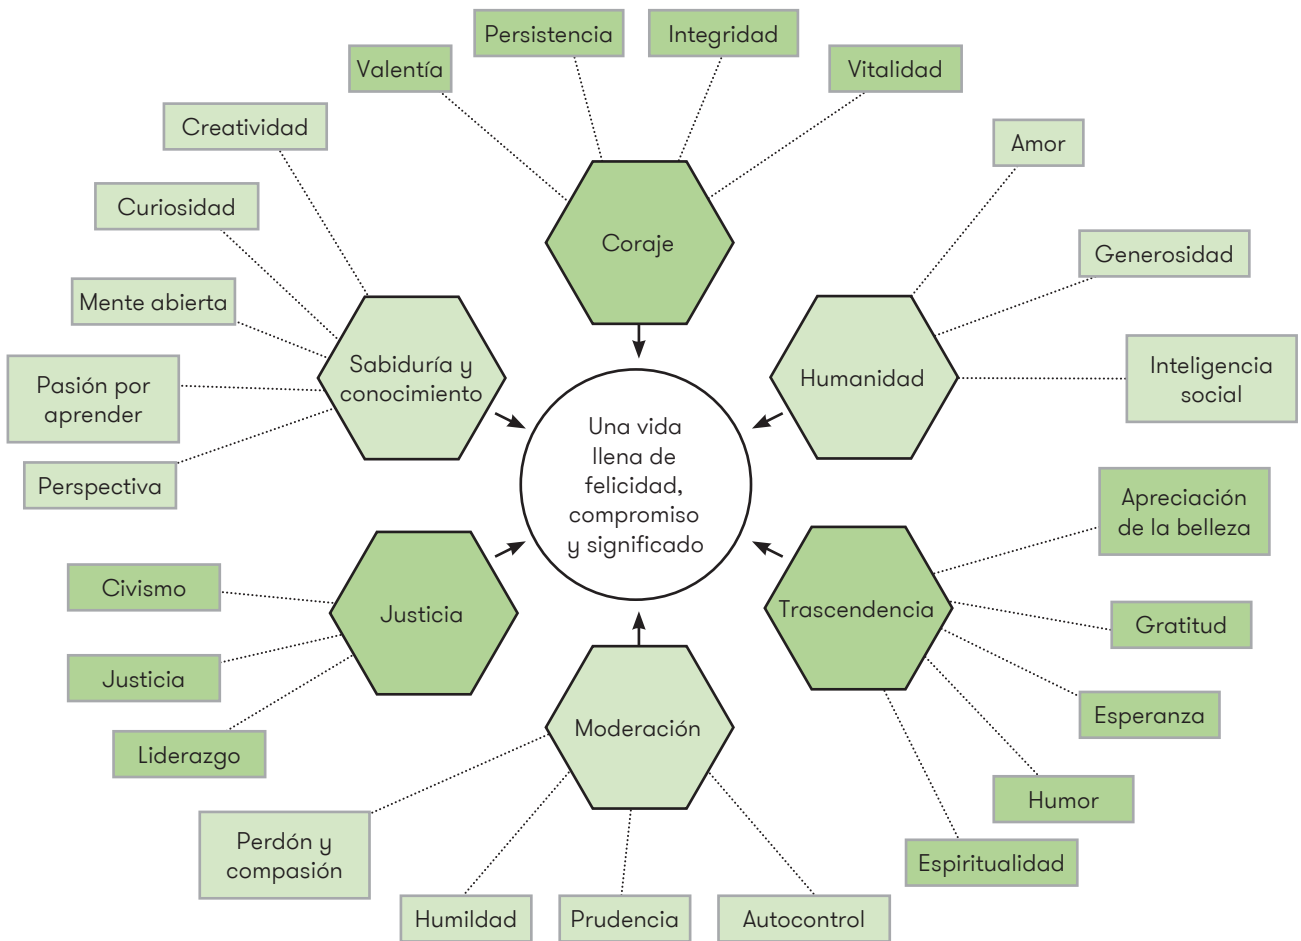 Persistencia
Integridad
Valentía
Vitalidad
Creatividad
Amor
Curiosidad
Coraje
Generosidad
Mente abierta
Sabiduría y
conocimiento
Humanidad
Inteligencia
social
Pasión por
aprender
Perspectiva
Una vida
llena de
felicidad,
compromiso
y significado
Apreciación
de la belleza
Civismo
Justicia
Trascendencia
Gratitud
Justicia
Esperanza
Liderazgo
Moderación
Humor
Perdón y
compasión
Espiritualidad
Humildad
Prudencia
Autocontrol